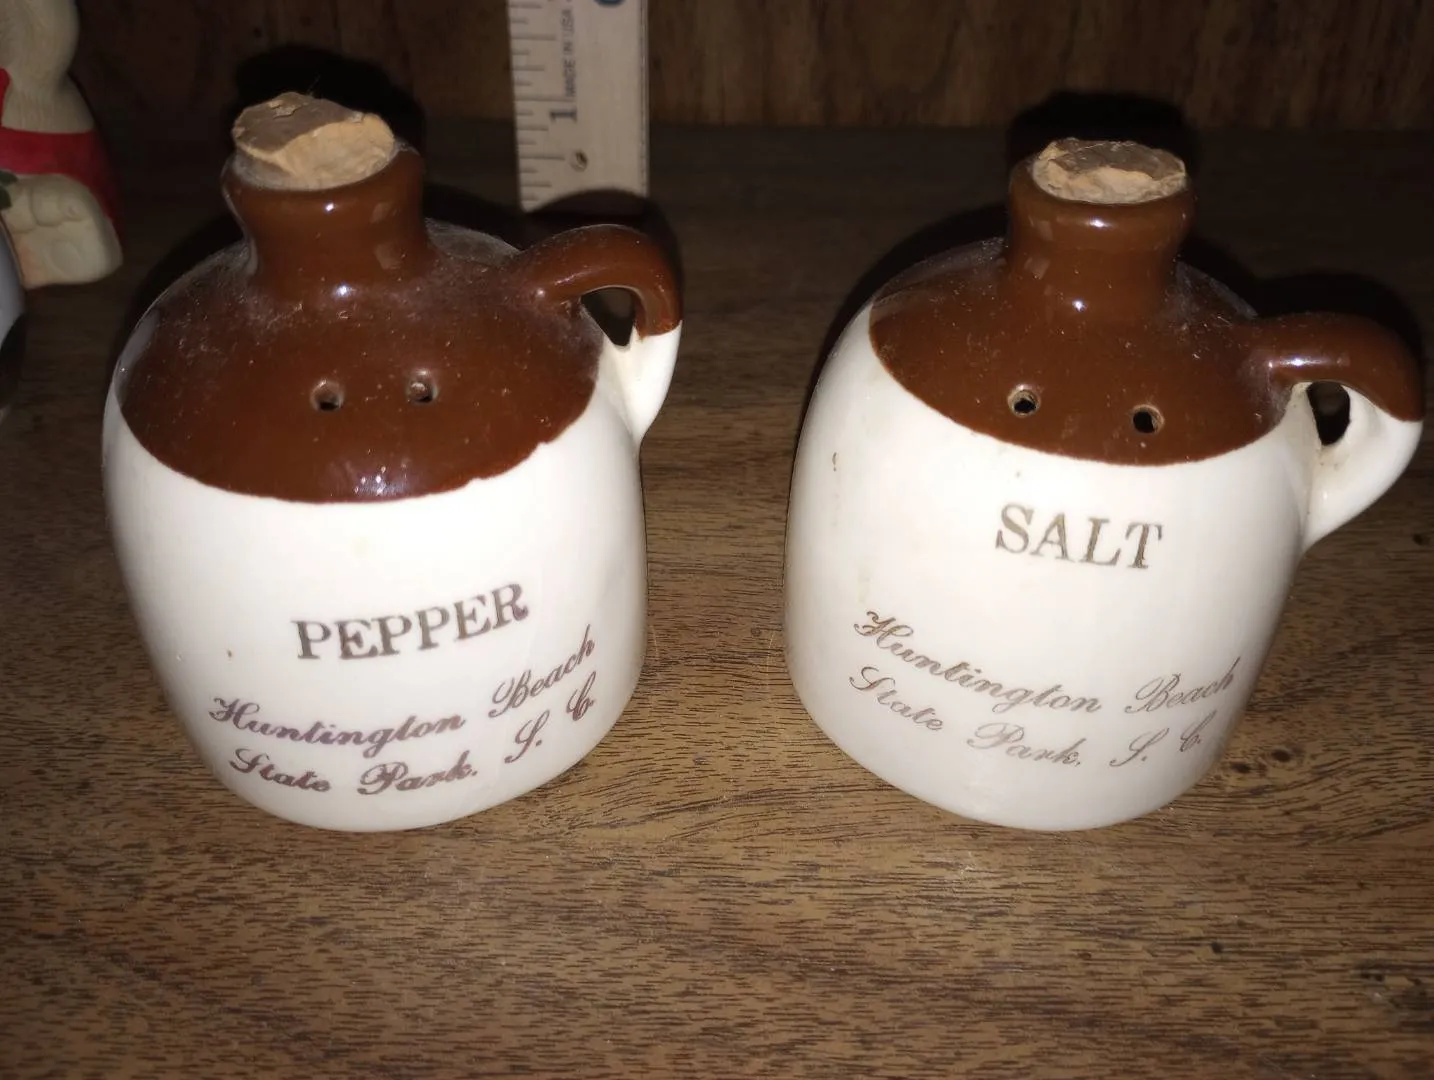 MADE IN USA
1
PEPPER
Huntington Beach
State Park, S. C.
SALT
Huntington Beach
State Park, S. C.